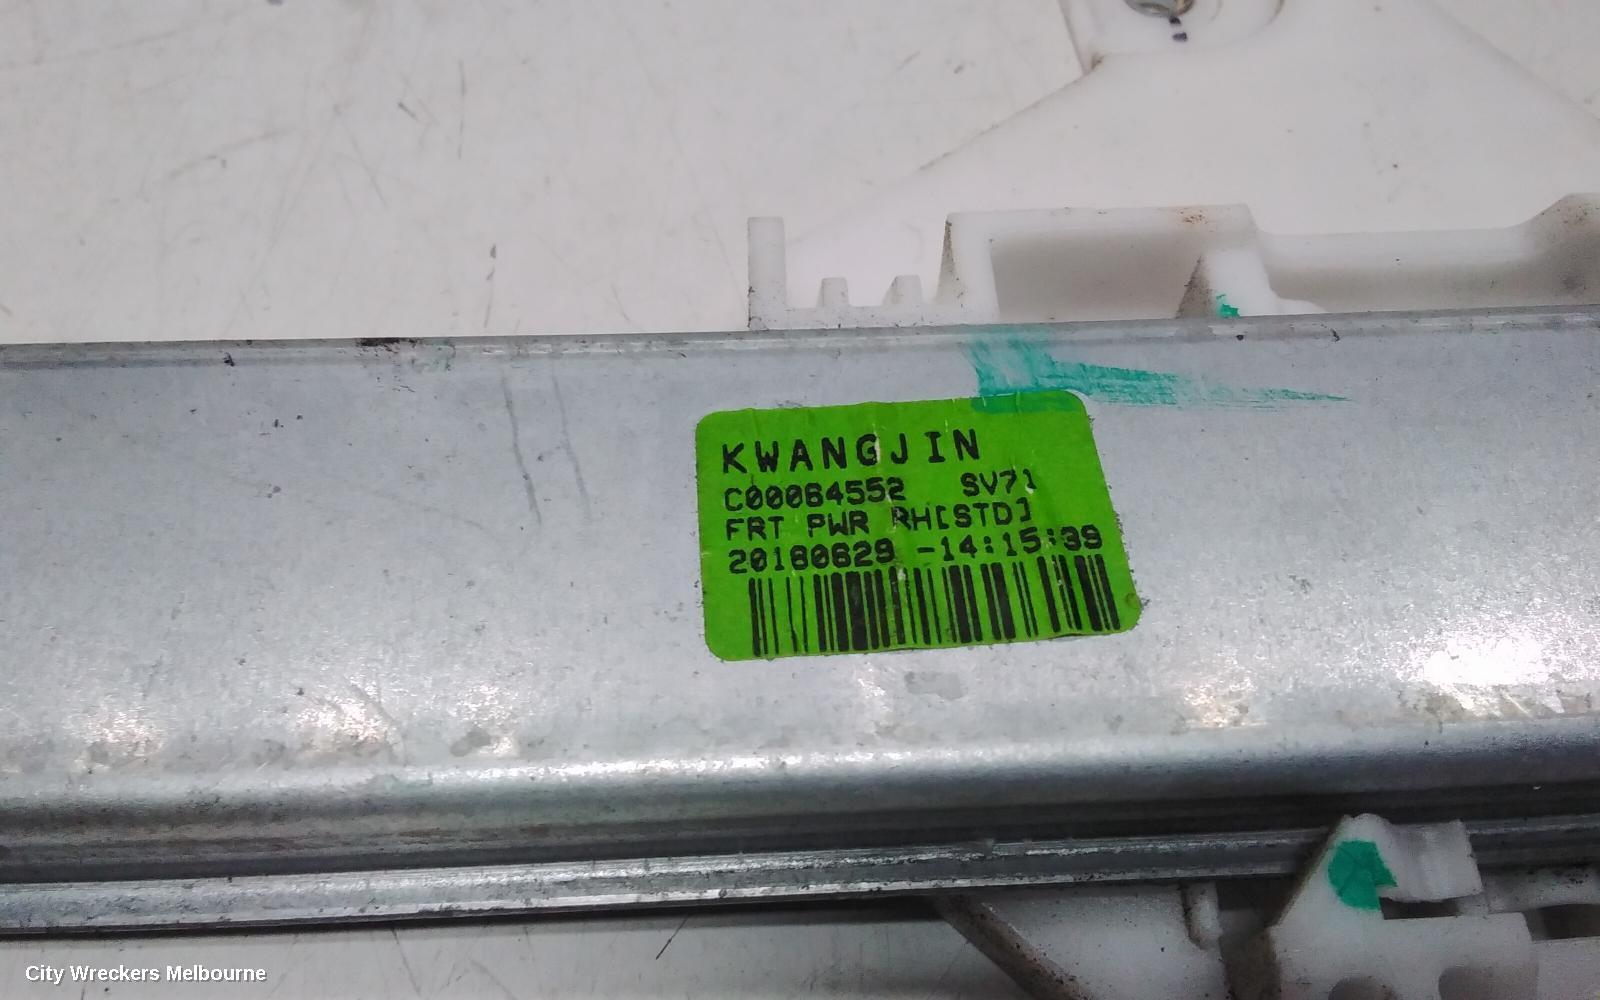 KWANGJIN
C00064552 SV71
FRT PWR RH[STD]
20180629 -14:15:39
City Wreckers Melbourne